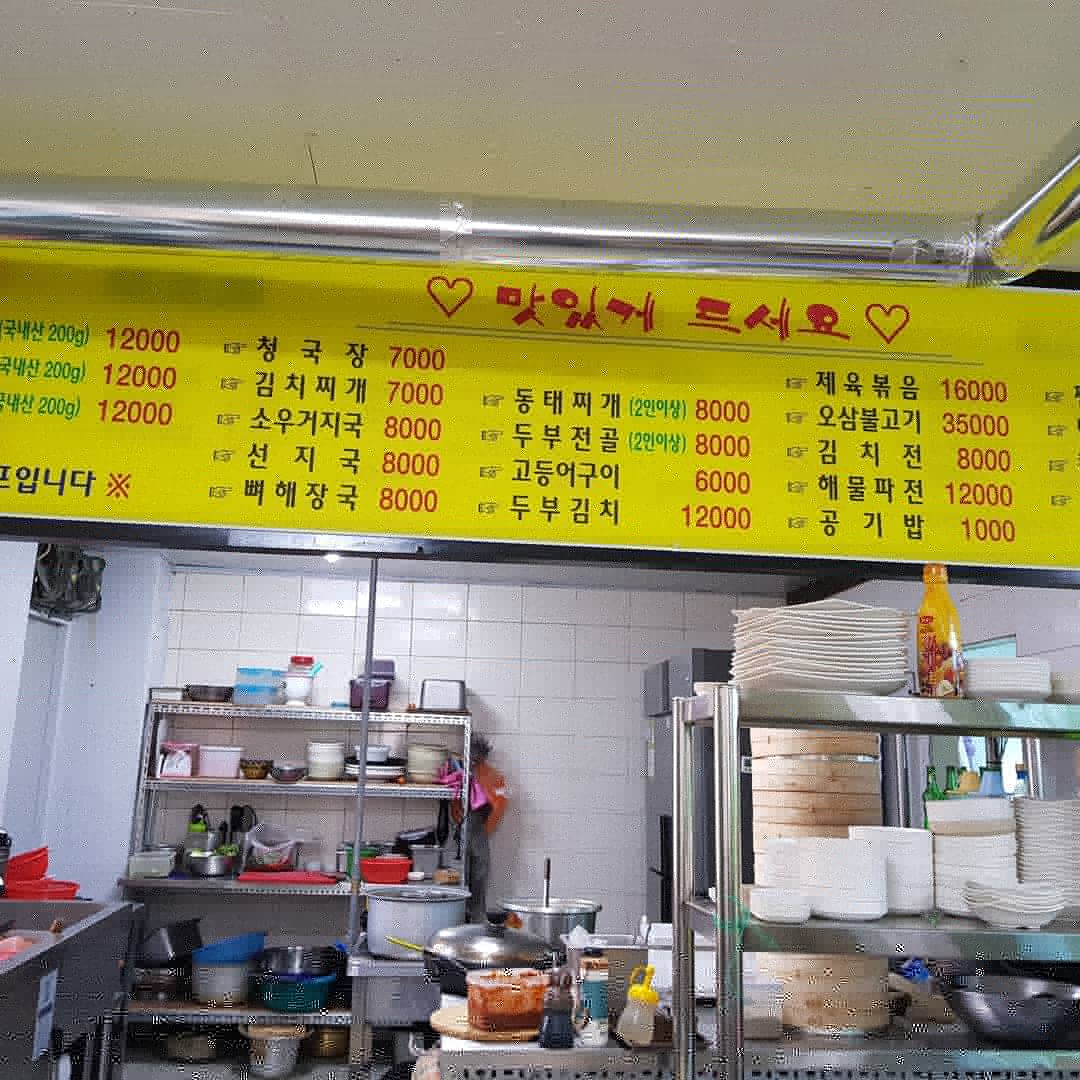 ♡ 맛있게 드세요 ♡
(국내산 200g) 12000
국내산 200g) 12000
국내산 200g) 12000
프입니다 ※
☞ 청국장 7000
☞ 김치찌개 7000
☞ 소우거지국 8000
☞ 선지국 8000
☞ 뼈해장국 8000
☞ 동태찌개 (2인이상) 8000
☞ 두부전골 (2인이상) 8000
☞ 고등어구이 6000
☞ 두부김치 12000
☞ 제육볶음 16000
☞ 오삼불고기 35000
☞ 김치전 8000
☞ 해물파전 12000
☞ 공기밥 1000